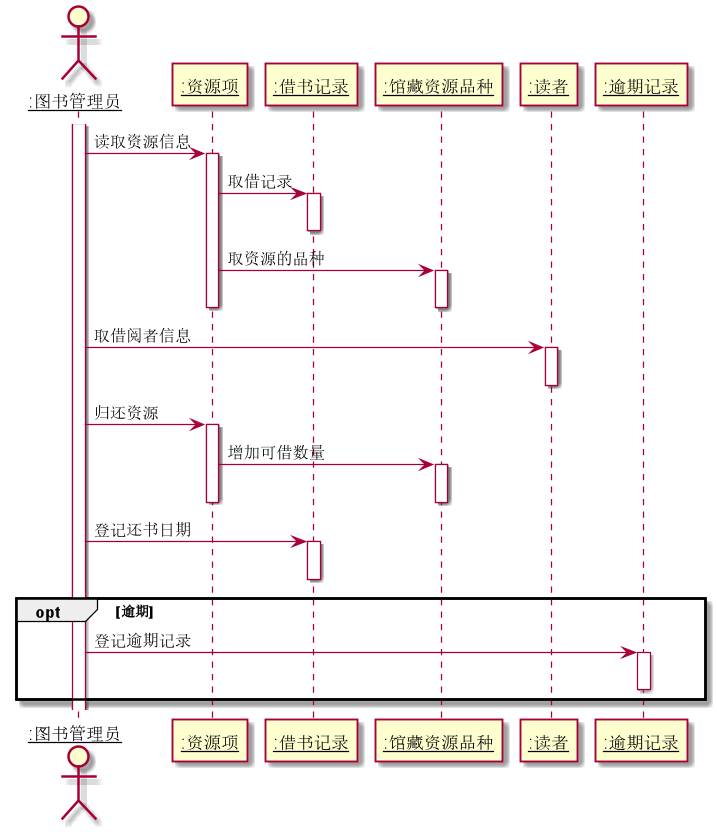 :图书管理员
:资源项
:借书记录
:馆藏资源品种
:读者
:逾期记录
读取资源信息
取借记录
取资源的品种
取借阅者信息
归还资源
增加可借数量
登记还书日期
opt
[逾期]
登记逾期记录
:图书管理员
:资源项
:借书记录
:馆藏资源品种
:读者
:逾期记录